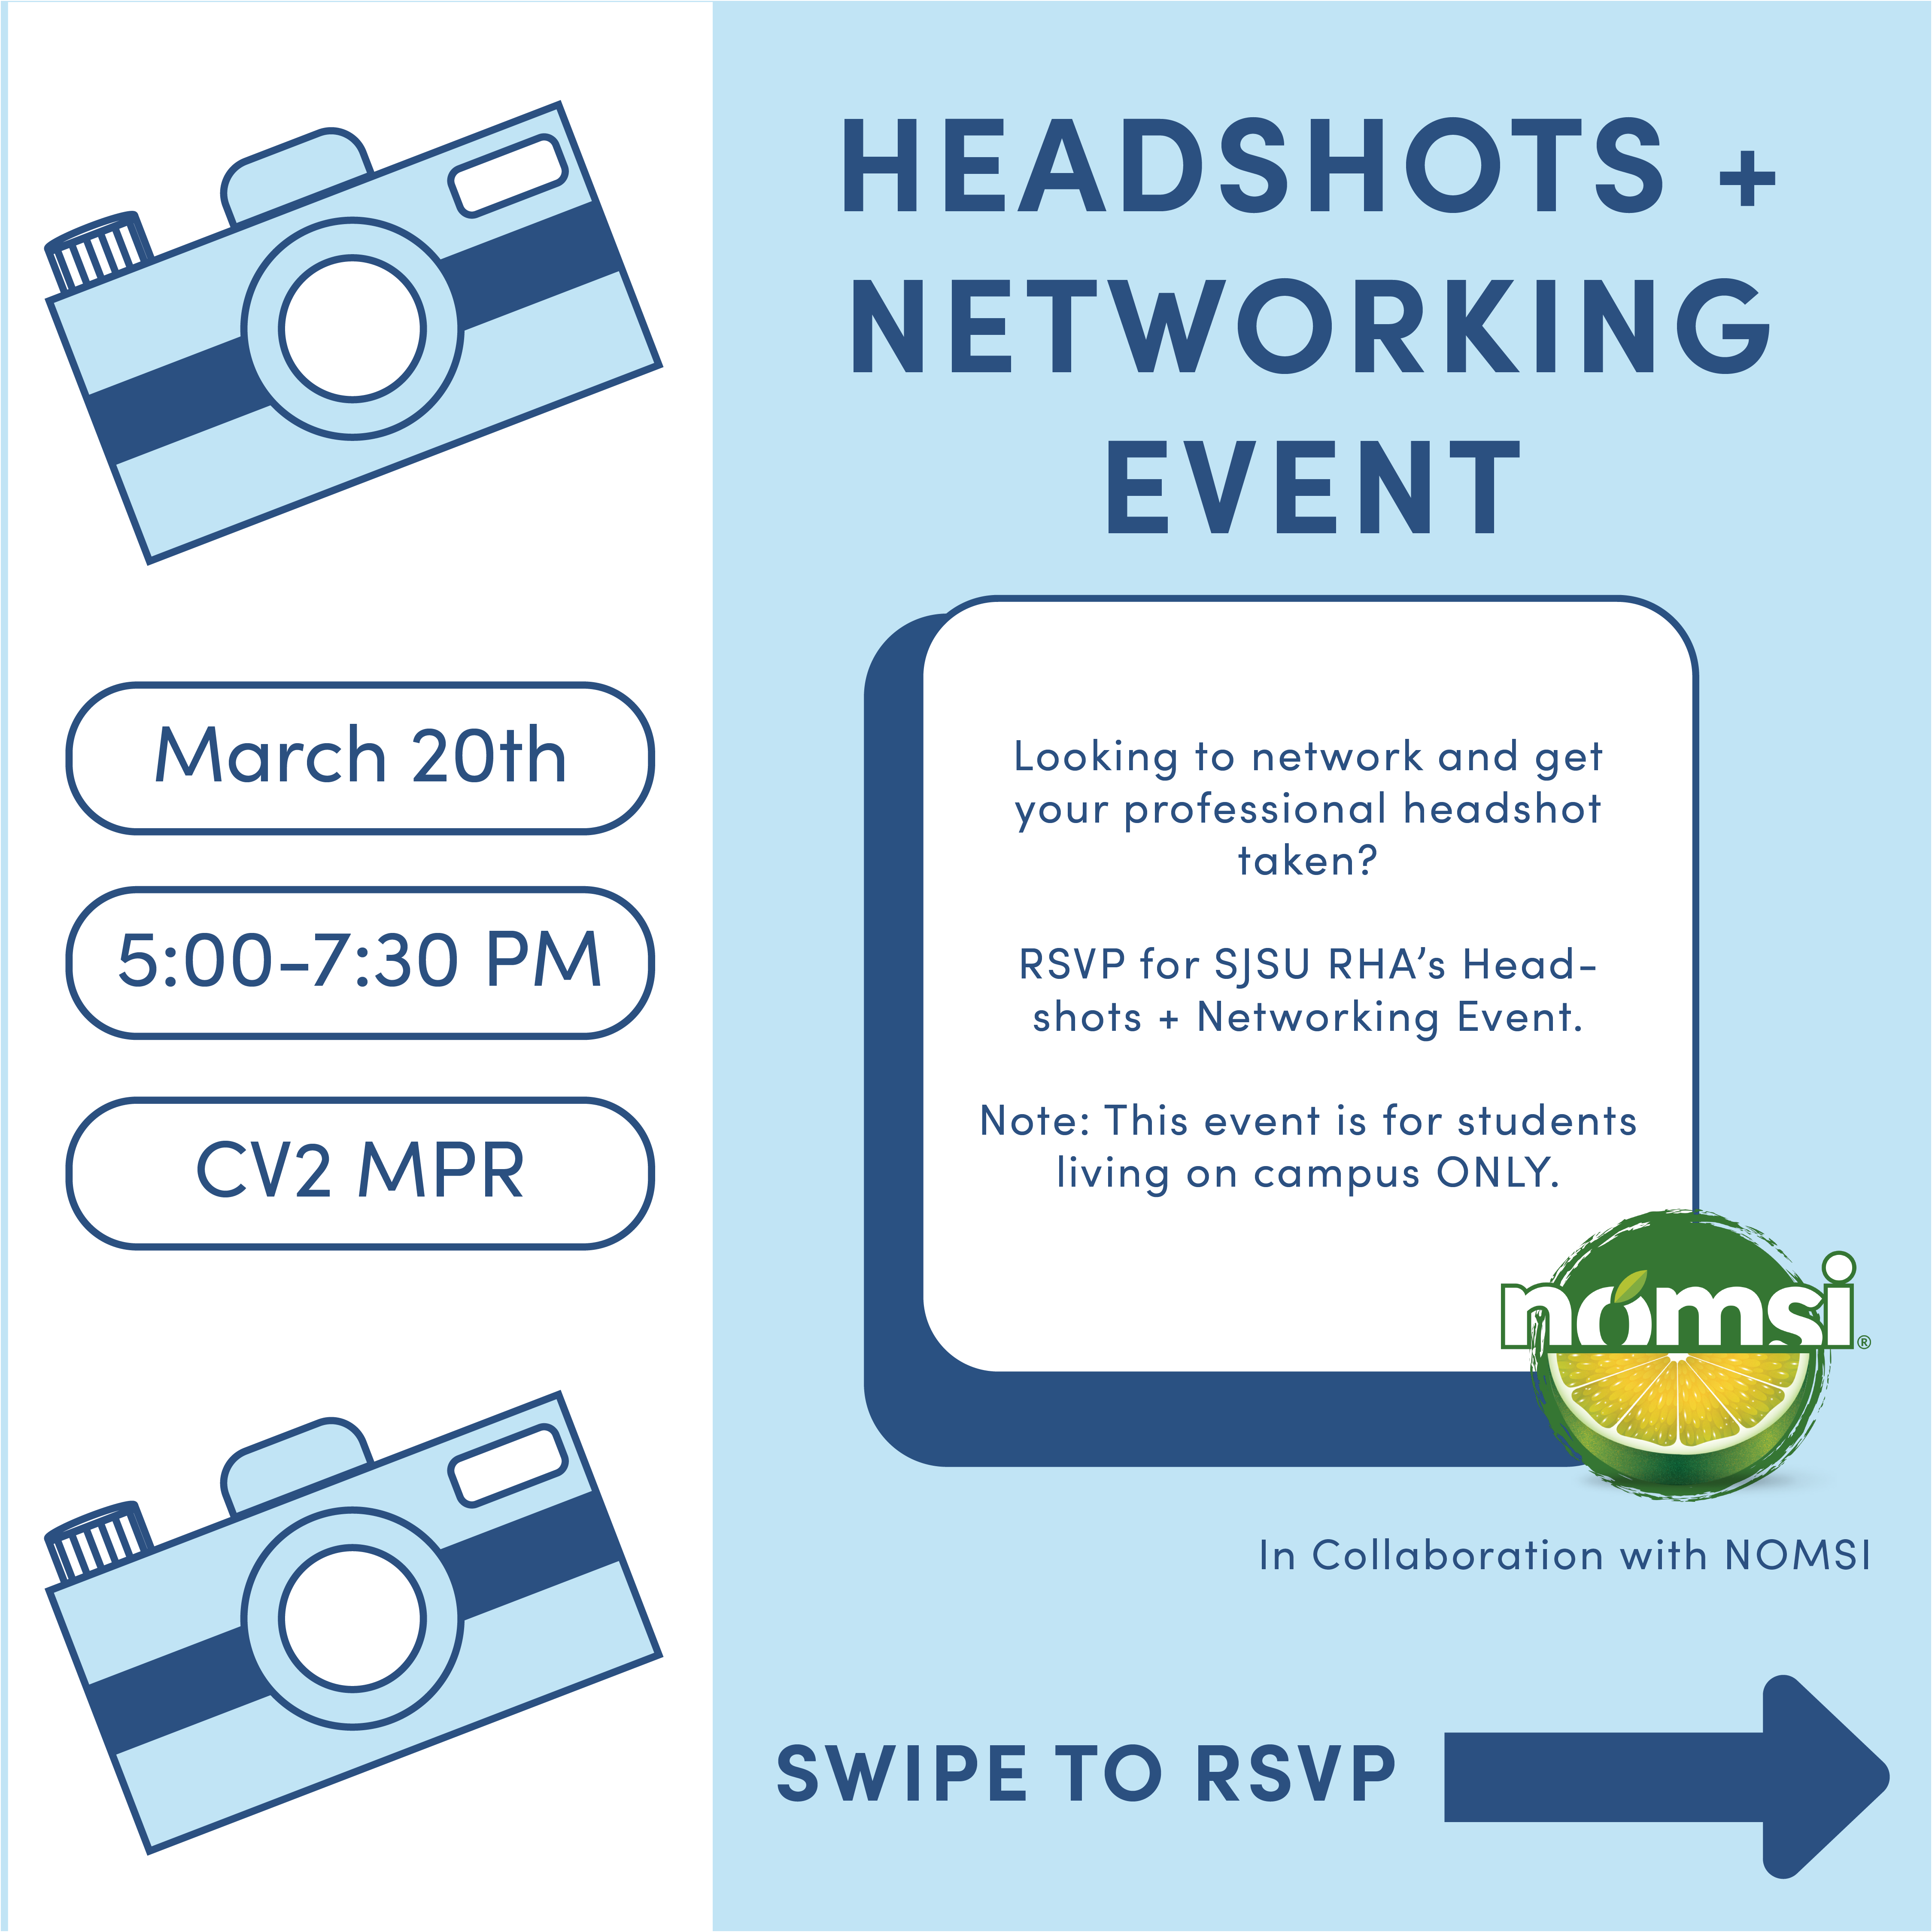 HEADSHOTS +
NETWORKING
EVENT
March 20th
5:00-7:30 PM
CV2 MPR
Looking to network and get
your professional headshot
taken?
RSVP for SJSU RHA’s Head-
shots + Networking Event.
Note: This event is for students
living on campus ONLY.
nomsi®
In Collaboration with NOMSI
SWIPE TO RSVP